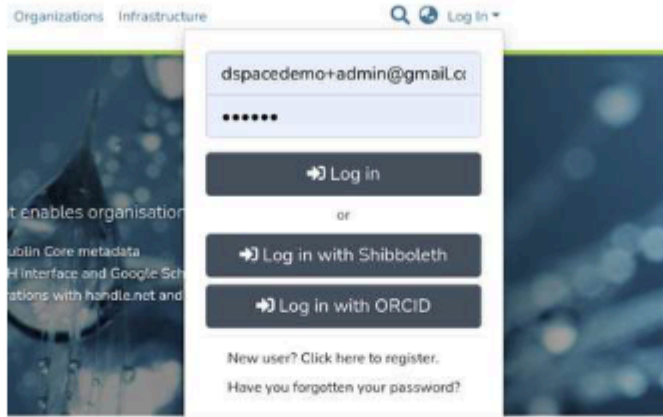 Organizations Infrastructure Log In
dspacedemo+admin@gmail.co
••••••
Log in
t enables organisation
or
ublin Core metadata
Log in with Shibboleth
H interface and Google Sch
rations with handle.net and
Log in with ORCID
New user? Click here to register.
Have you forgotten your password?